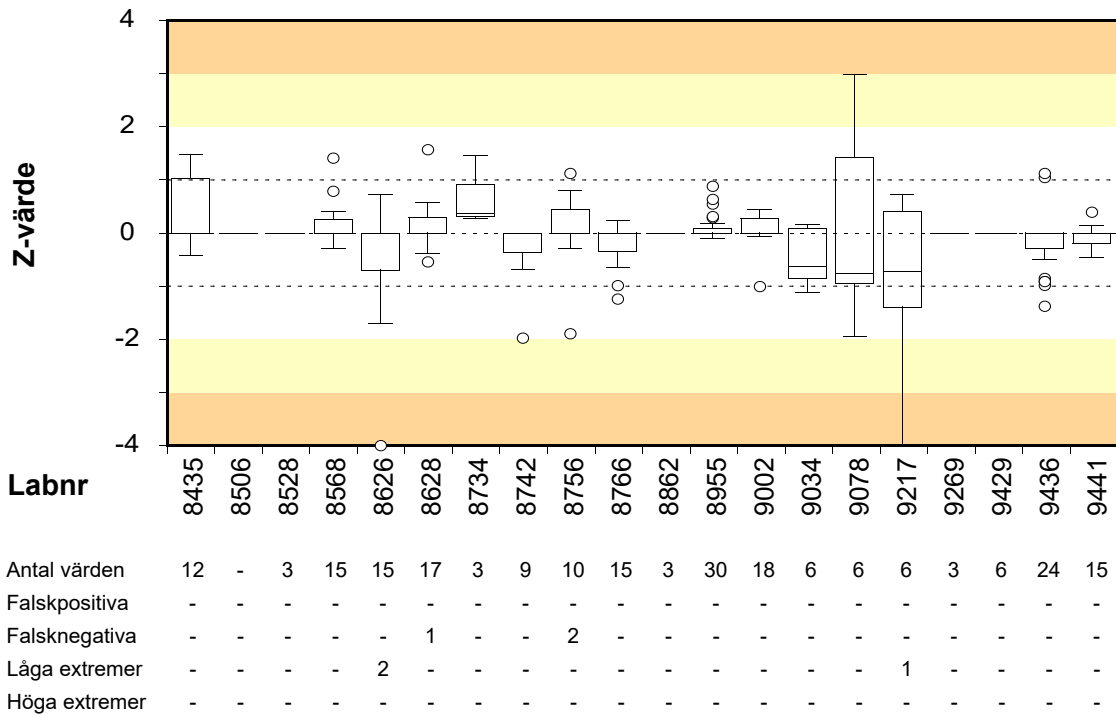 4
2
0
-2
-4
Z-värde
Labnr
8435 8506 8528 8568 8626 8628 8734 8742 8756 8766 8862 8955 9002 9034 9078 9217 9269 9429 9436 9441
Antal värden 12 - 3 15 15 17 3 9 10 15 3 30 18 6 6 6 3 6 24 15
Falskpositiva - - - - - - - - - - - - - - - - - - - -
Falsknegativa - - - - - 1 - - 2 - - - - - - - - - - -
Låga extremer - - - - 2 - - - - - - - - - - 1 - - - -
Höga extremer - - - - - - - - - - - - - - - - - - - -